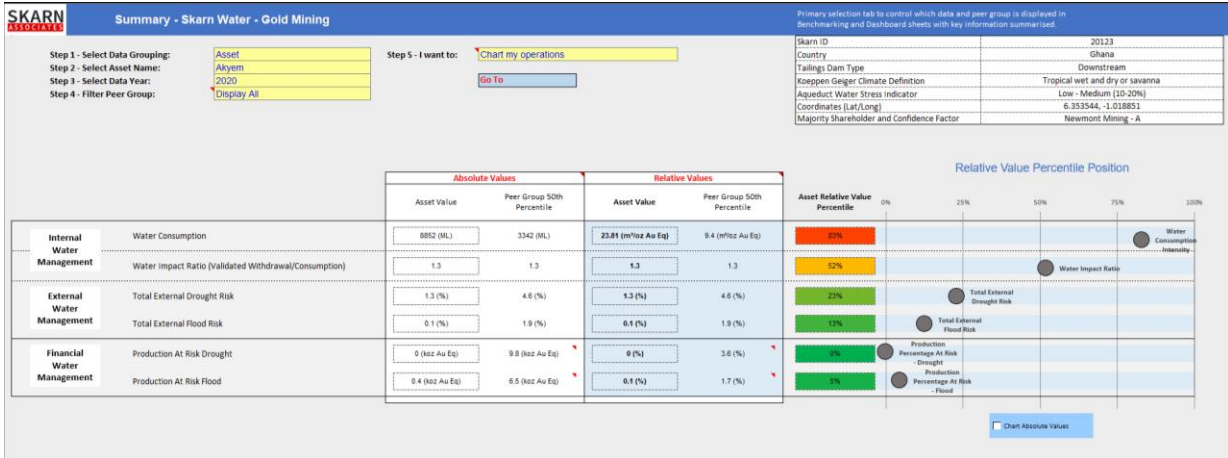 SKARN
ASSOCIATES
Summary - Skarn Water - Gold Mining
Primary selection tab to control which data and peer group is displayed in
Benchmarking and Dashboard sheets with key information summarised.
Step 1 - Select Data Grouping: Asset
Step 2 - Select Asset Name: Akyem
Step 3 - Select Data Year: 2020
Step 4 - Filter Peer Group: Display All
Step 5 - I want to: Chart my operations
Go To
Skarn ID 20123
Country Ghana
Tailings Dam Type Downstream
Koeppen Geiger Climate Definition Tropical wet and dry or savanna
Aqueduct Water Stress Indicator Low - Medium (10-20%)
Coordinates (Lat/Long) 6.353544, -1.018851
Majority Shareholder and Confidence Factor Newmont Mining - A
Relative Value Percentile Position
Absolute Values Relative Values
Asset Value Peer Group 50th Percentile Asset Value Peer Group 50th Percentile Asset Relative Value Percentile
0% 25% 50% 75% 100%
Internal Water Management
Water Consumption 8852 (ML) 3342 (ML) 23.81 (m³/oz Au Eq) 9.4 (m³/oz Au Eq) 83% Water Consumption Intensity
Water Impact Ratio (Validated Withdrawal/Consumption) 1.3 1.3 1.3 1.3 52% Water Impact Ratio
External Water Management
Total External Drought Risk 1.3 (%) 4.6 (%) 1.3 (%) 4.6 (%) 23% Total External Drought Risk
Total External Flood Risk 0.1 (%) 1.9 (%) 0.1 (%) 1.9 (%) 13% Total External Flood Risk
Financial Water Management
Production At Risk Drought 0 (koz Au Eq) 9.8 (koz Au Eq) 0 (%) 3.6 (%) 0% Production Percentage At Risk - Drought
Production At Risk Flood 0.4 (koz Au Eq) 6.5 (koz Au Eq) 0.1 (%) 1.7 (%) 5% Production Percentage At Risk - Flood
Chart Absolute Values